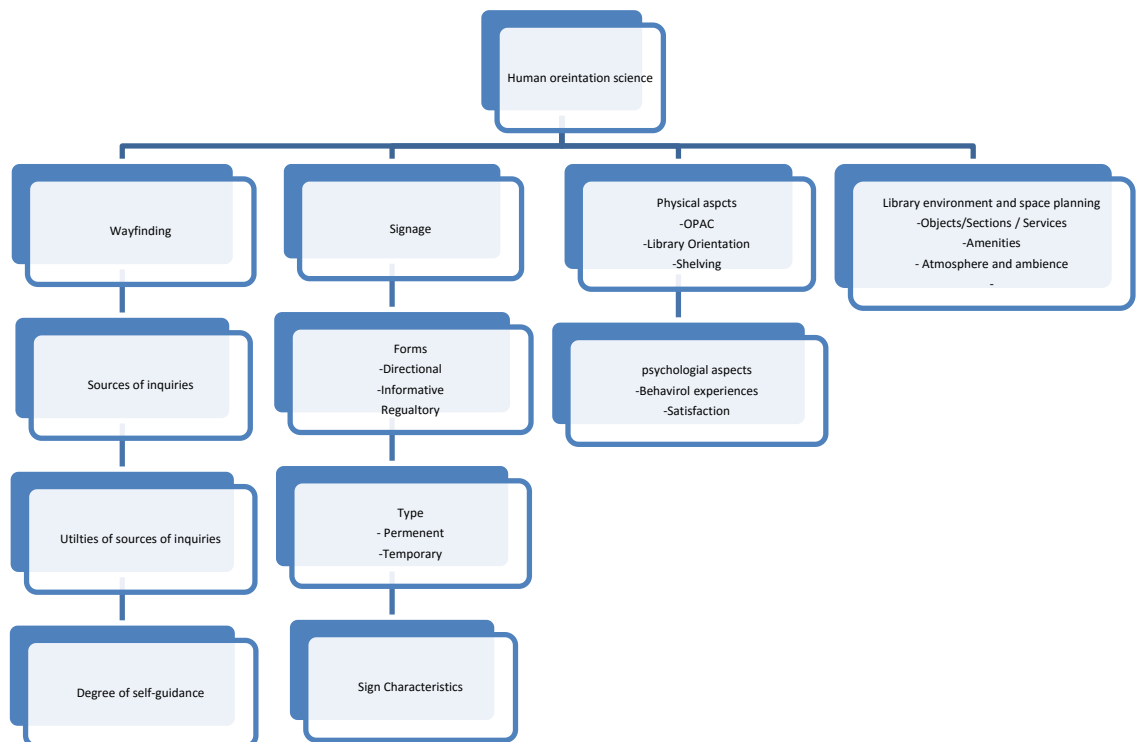 Human oreintation science
Wayfinding
Signage
Physical aspcts
-OPAC
-Library Orientation
-Shelving
Library environment and space planning
-Objects/Sections / Services
-Amenities
- Atmosphere and ambience
-
Sources of inquiries
Forms
-Directional
-Informative
Regualtory
psychologial aspects
-Behavirol experiences
-Satisfaction
Utilties of sources of inquiries
Type
- Permenent
-Temporary
Degree of self-guidance
Sign Characteristics